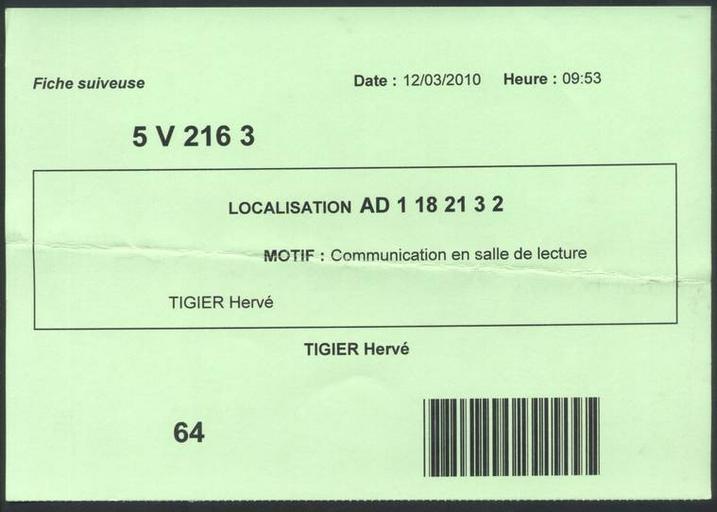 Fiche suiveuse Date : 12/03/2010 Heure : 09:53
5 V 216 3
LOCALISATION AD 1 18 21 3 2
MOTIF : Communication en salle de lecture
TIGIER Hervé
TIGIER Hervé
64